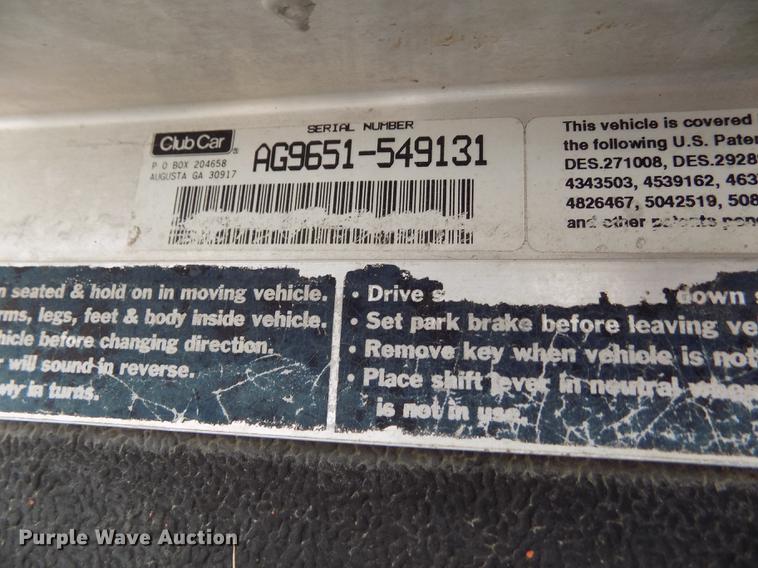 SERIAL NUMBER
Club Car
P O BOX 204658
AUGUSTA GA 30917
AG9651-549131
This vehicle is covered
the following U.S. Paten
DES.271008, DES.2928
4343503, 4539162, 463
4826467, 5042519, 508
and other patents pen
n seated & hold on in moving vehicle.
rms, legs, feet & body inside vehicle.
hicle before changing direction.
r will sound in reverse.
wly in turns.
• Drive s down s
• Set park brake before leaving ve
• Remove key when vehicle is not
• Place shift lever in neutral when
is not in use.
Purple Wave Auction